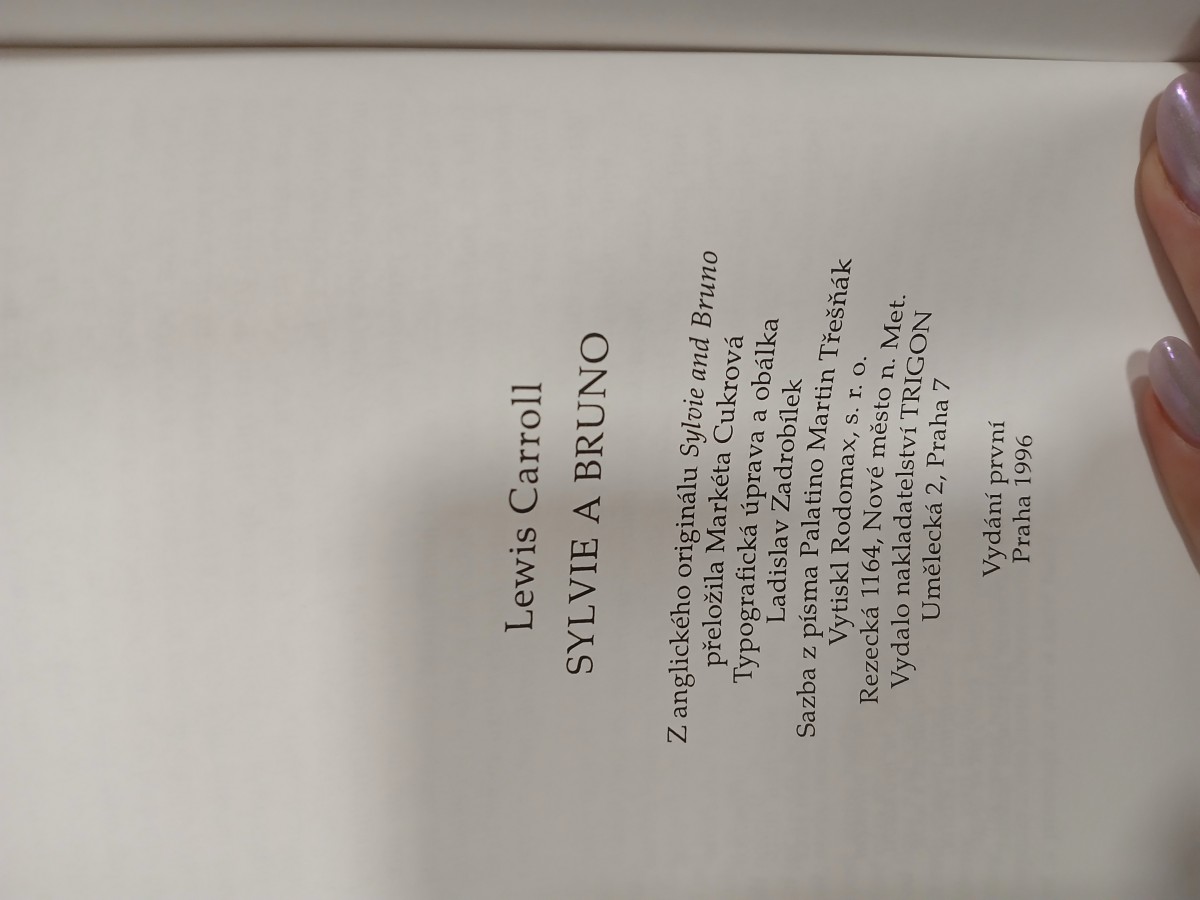 Lewis Carroll
SYLVIE A BRUNO
Z anglického originálu Sylvie and Bruno
přeložila Markéta Cukrová
Typografická úprava a obálka
Ladislav Zadrobílek
Sazba z písma Palatino Martin Třešňák
Vytiskl Rodomax, s. r. o.
Rezecká 1164, Nové město n. Met.
Vydalo nakladatelství TRIGON
Umělecká 2, Praha 7
Vydání první
Praha 1996